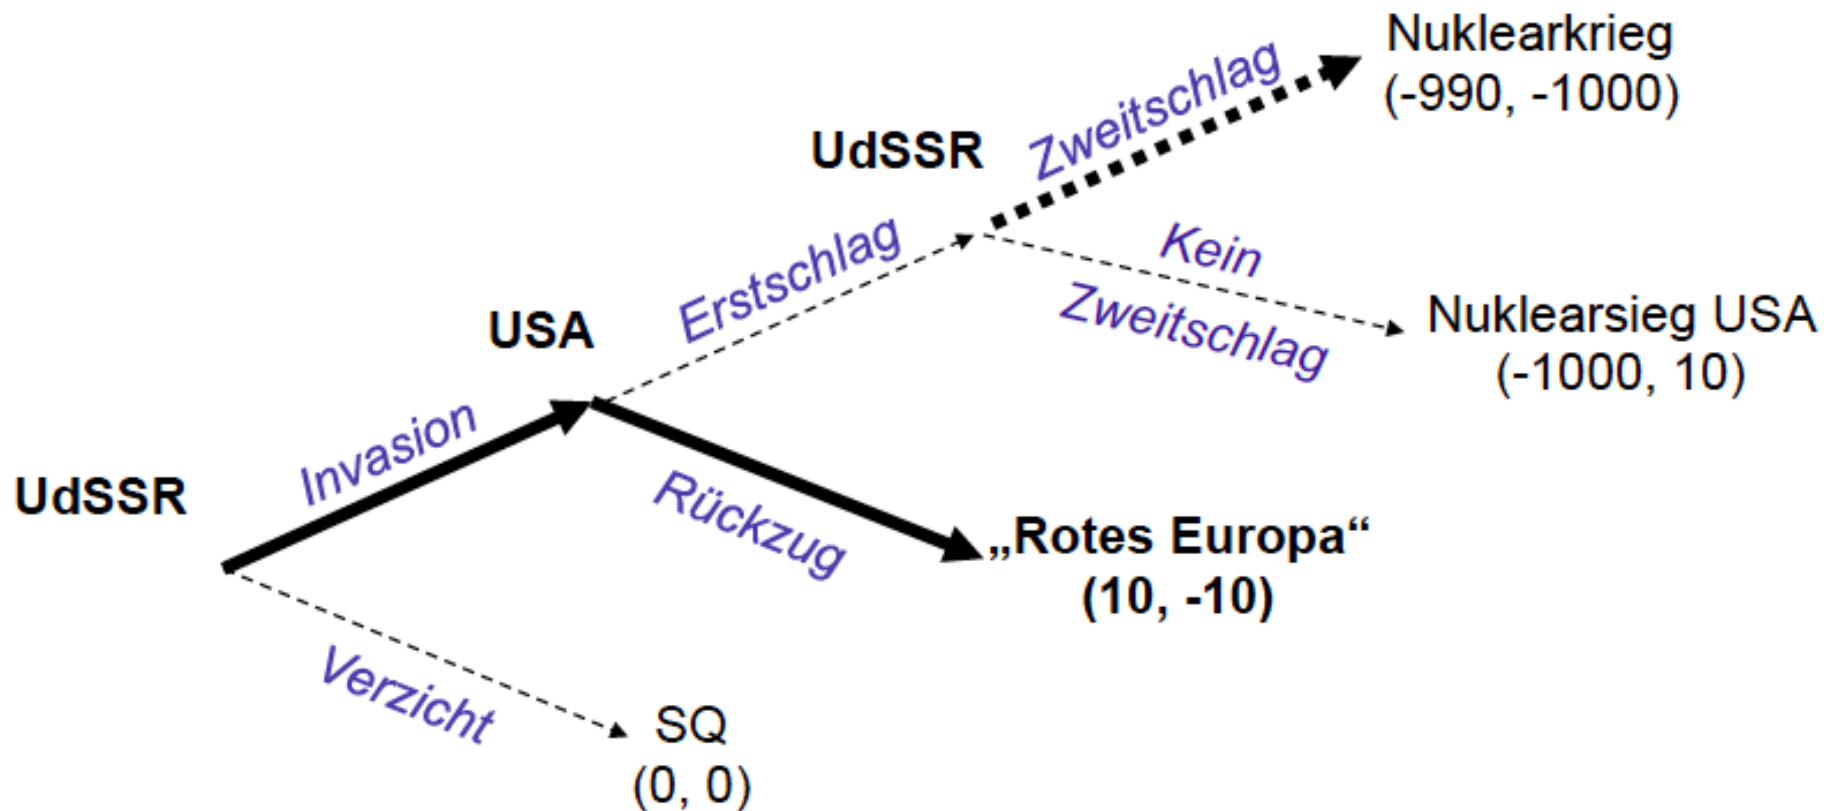 Nuklearkrieg
(-990, -1000)
Zweitschlag
UdSSR
Kein
Zweitschlag
Nuklearsieg USA
(-1000, 10)
Erstschlag
USA
Invasion
Rückzug
UdSSR
„Rotes Europa“
(10, -10)
Verzicht
SQ
(0, 0)